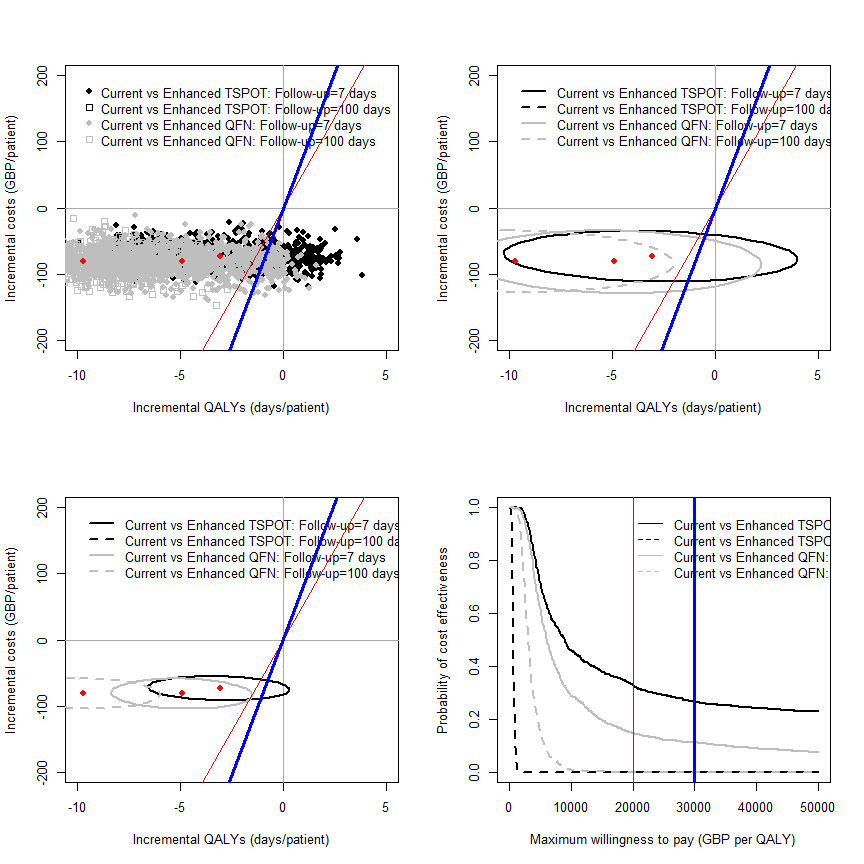 Current vs Enhanced TSPOT: Follow-up=7 days
Current vs Enhanced TSPOT: Follow-up=100 days
Current vs Enhanced QFN: Follow-up=7 days
Current vs Enhanced QFN: Follow-up=100 days
Incremental costs (GBP/patient)
200
100
0
100
-200
-10
-5
0
5
Incremental QALYs (days/patient)
Current vs Enhanced TSPOT: Follow-up=7 days
Current vs Enhanced TSPOT: Follow-up=100 da
Current vs Enhanced QFN: Follow-up=7 days
Current vs Enhanced QFN: Follow-up=100 days
Incremental costs (GBP/patient)
200
100
0
100
-200
-10
-5
0
5
Incremental QALYs (days/patient)
Current vs Enhanced TSPOT: Follow-up=7 days
Current vs Enhanced TSPOT: Follow-up=100 da
Current vs Enhanced QFN: Follow-up=7 days
Current vs Enhanced QFN: Follow-up=100 days
Incremental costs (GBP/patient)
200
100
0
100
-200
-10
-5
0
5
Incremental QALYs (days/patient)
Current vs Enhanced TSPO
Current vs Enhanced TSPO
Current vs Enhanced QFN:
Current vs Enhanced QFN:
Probability of cost effectiveness
1.0
0.8
0.6
0.4
0.2
0.0
0
10000
20000
30000
40000
50000
Maximum willingness to pay (GBP per QALY)